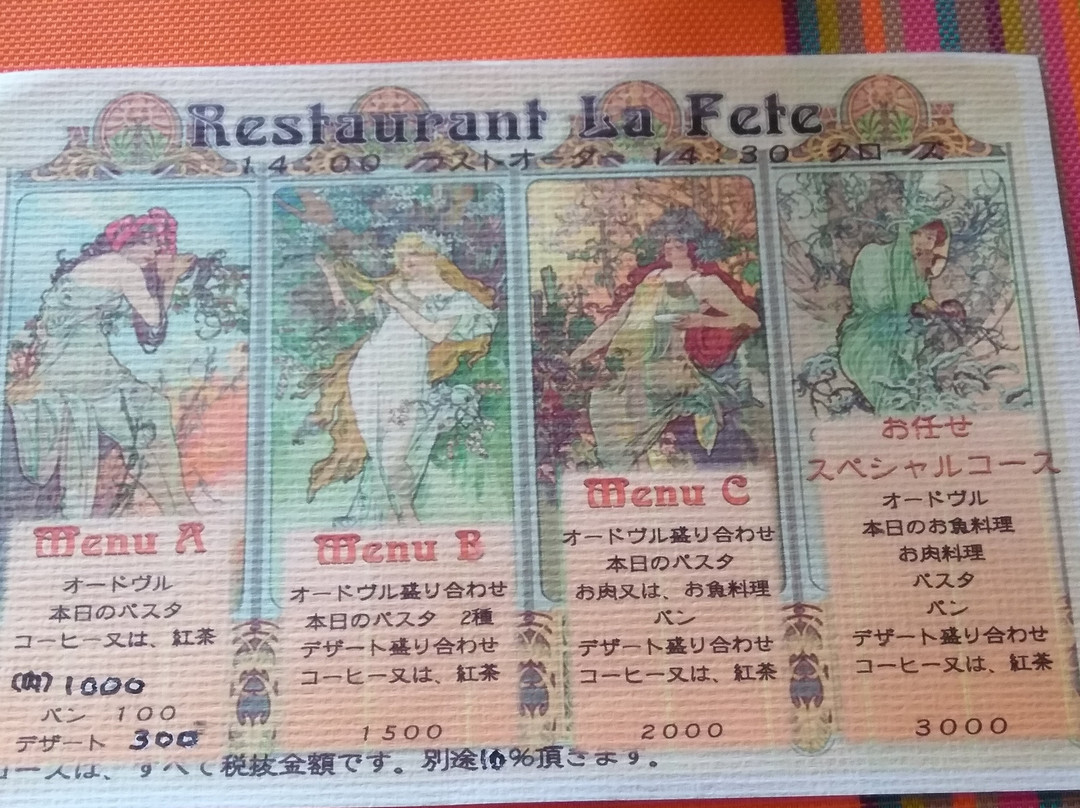 Restaurant La Fete
14:00 ラストオーダー 14:30 クローズ
Menu A
オードヴル
本日のパスタ
コーヒー又は、紅茶
(内) 1000
パン 100
デザート 300
Menu B
オードヴル盛り合わせ
本日のパスタ 2種
デザート盛り合わせ
コーヒー又は、紅茶
1500
Menu C
オードヴル盛り合わせ
本日のパスタ
お肉又は、お魚料理
パン
デザート盛り合わせ
コーヒー又は、紅茶
2000
お任せ
スペシャルコース
オードヴル
本日のお魚料理
お肉料理
パスタ
パン
デザート盛り合わせ
コーヒー又は、紅茶
3000
すべて税抜金額です。別途10%頂きます。